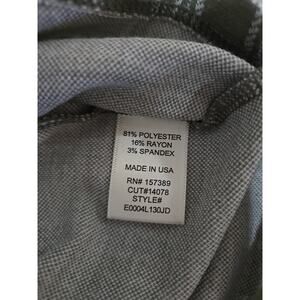 81% POLYESTER
16% RAYON
3% SPANDEX
MADE IN USA
RN# 157389
CUT#14078
STYLE#
E0004L130JD